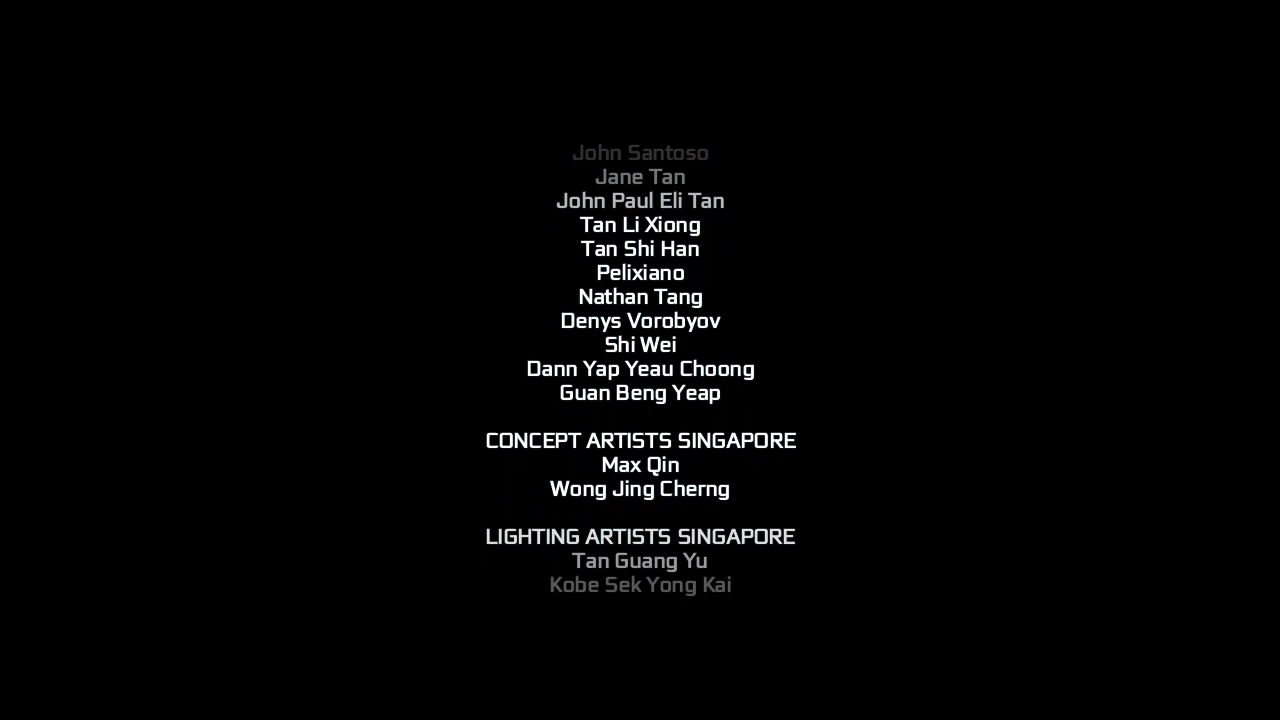 John Santoso
Jane Tan
John Paul Eli Tan
Tan Li Xiong
Tan Shi Han
Pelixiano
Nathan Tang
Denys Vorobyov
Shi Wei
Dann Yap Yeau Choong
Guan Beng Yeap
CONCEPT ARTISTS SINGAPORE
Max Qin
Wong Jing Cherng
LIGHTING ARTISTS SINGAPORE
Tan Guang Yu
Kobe Sek Yong Kai